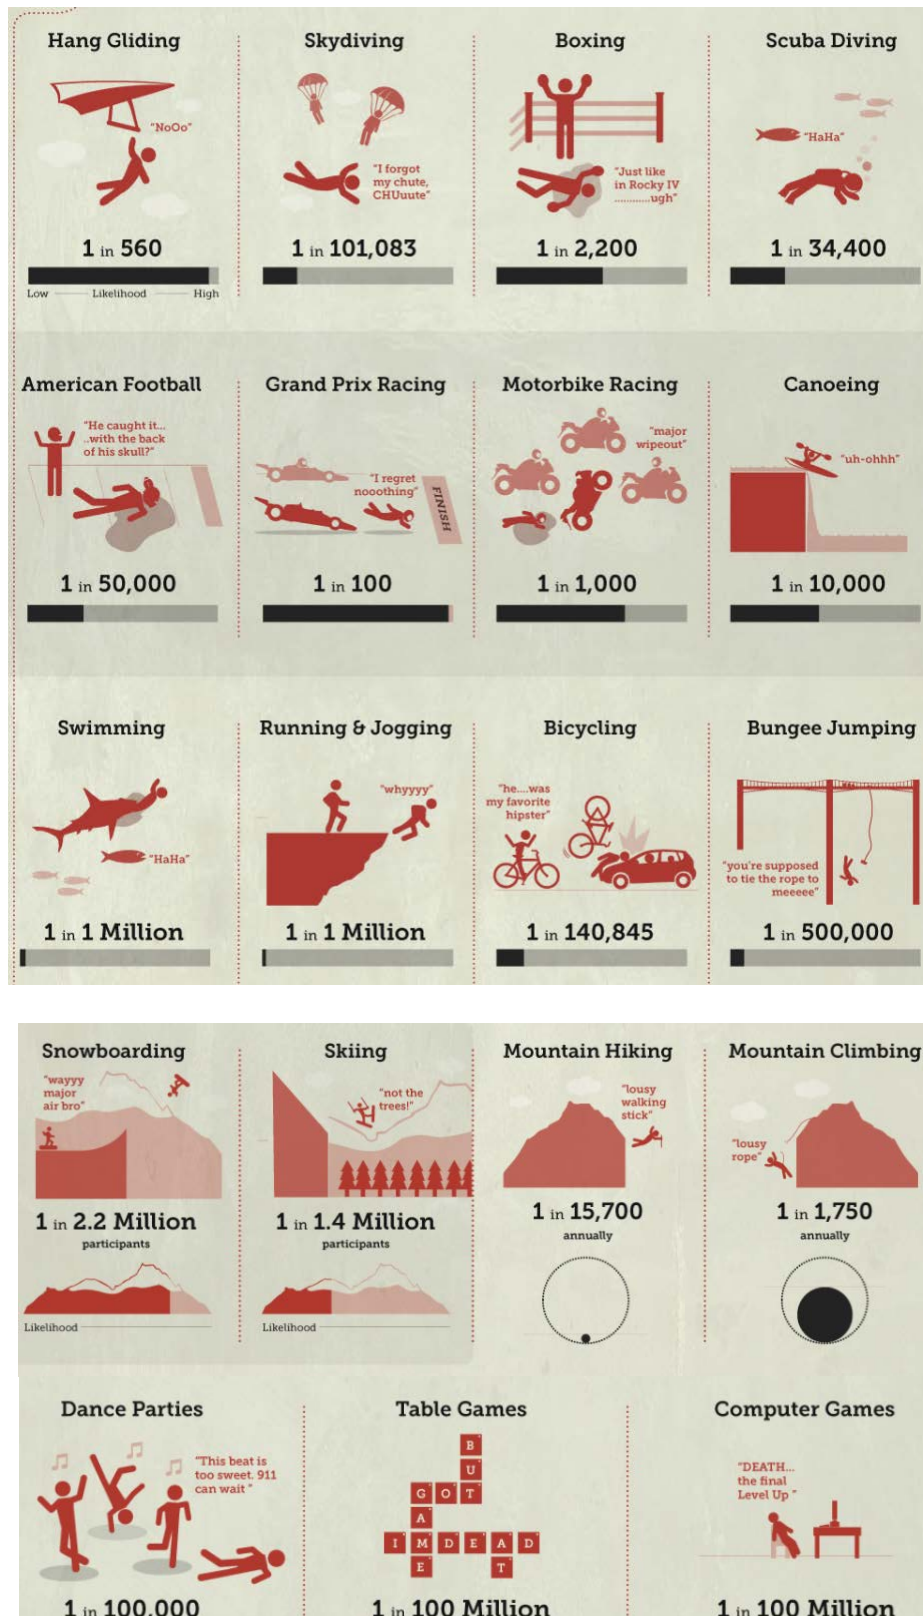 Hang Gliding
"NoOo"
1 in 560
Low Likelihood High
Skydiving
"I forgot
my chute,
CHUuute"
1 in 101,083
Boxing
"Just like
in Rocky IV
............ugh"
1 in 2,200
Scuba Diving
"HaHa"
1 in 34,400
American Football
"He caught it...
..with the back
of his skull?"
1 in 50,000
Grand Prix Racing
"I regret
nooothing"
FINISH
1 in 100
Motorbike Racing
"major
wipeout"
1 in 1,000
Canoeing
"uh-ohhh"
1 in 10,000
Swimming
"HaHa"
1 in 1 Million
Running & Jogging
"whyyyy"
1 in 1 Million
Bicycling
"he....was
my favorite
hipster"
1 in 140,845
Bungee Jumping
"you're supposed
to tie the rope to
meeeee"
1 in 500,000
Snowboarding
"wayyy
major
air bro"
1 in 2.2 Million
participants
Likelihood
Skiing
"not the
trees!"
1 in 1.4 Million
participants
Likelihood
Mountain Hiking
"lousy
walking
stick"
1 in 15,700
annually
Mountain Climbing
"lousy
rope"
1 in 1,750
annually
Dance Parties
"This beat is
too sweet. 911
can wait "
1 in 100,000
Table Games
BUT
GOT
GAME
IMDEAD
AT
1 in 100 Million
Computer Games
"DEATH...
the final
Level Up "
1 in 100 Million